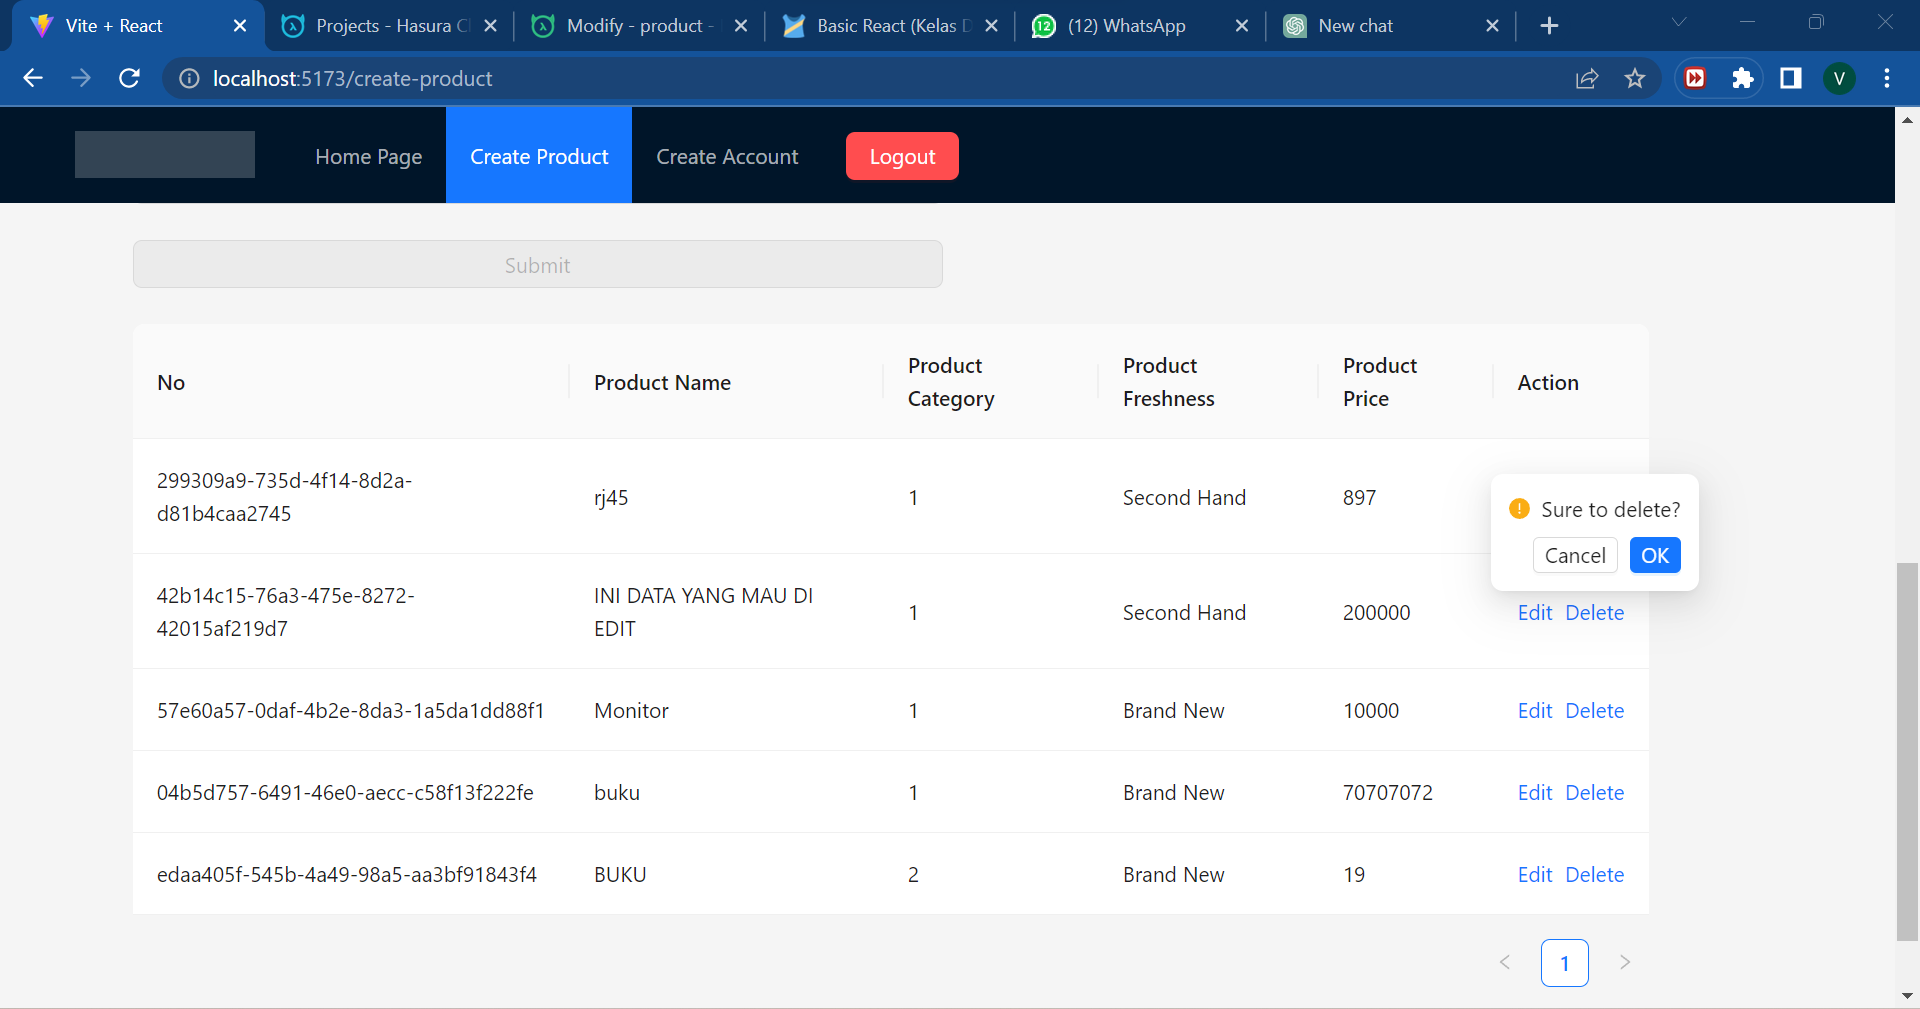 Vite + React
Projects - Hasura Cl
Modify - product -
Basic React (Kelas D
12 (12) WhatsApp
New chat
localhost:5173/create-product
V
Home Page
Create Product
Create Account
Logout
Submit
No
Product Name
Product
Category
Product
Freshness
Product
Price
Action
299309a9-735d-4f14-8d2a-
d81b4caa2745
rj45
1
Second Hand
897
Sure to delete?
Cancel
OK
42b14c15-76a3-475e-8272-
42015af219d7
INI DATA YANG MAU DI
EDIT
1
Second Hand
200000
Edit Delete
57e60a57-0daf-4b2e-8da3-1a5da1dd88f1
Monitor
1
Brand New
10000
Edit Delete
04b5d757-6491-46e0-aecc-c58f13f222fe
buku
1
Brand New
70707072
Edit Delete
edaa405f-545b-4a49-98a5-aa3bf91843f4
BUKU
2
Brand New
19
Edit Delete
1